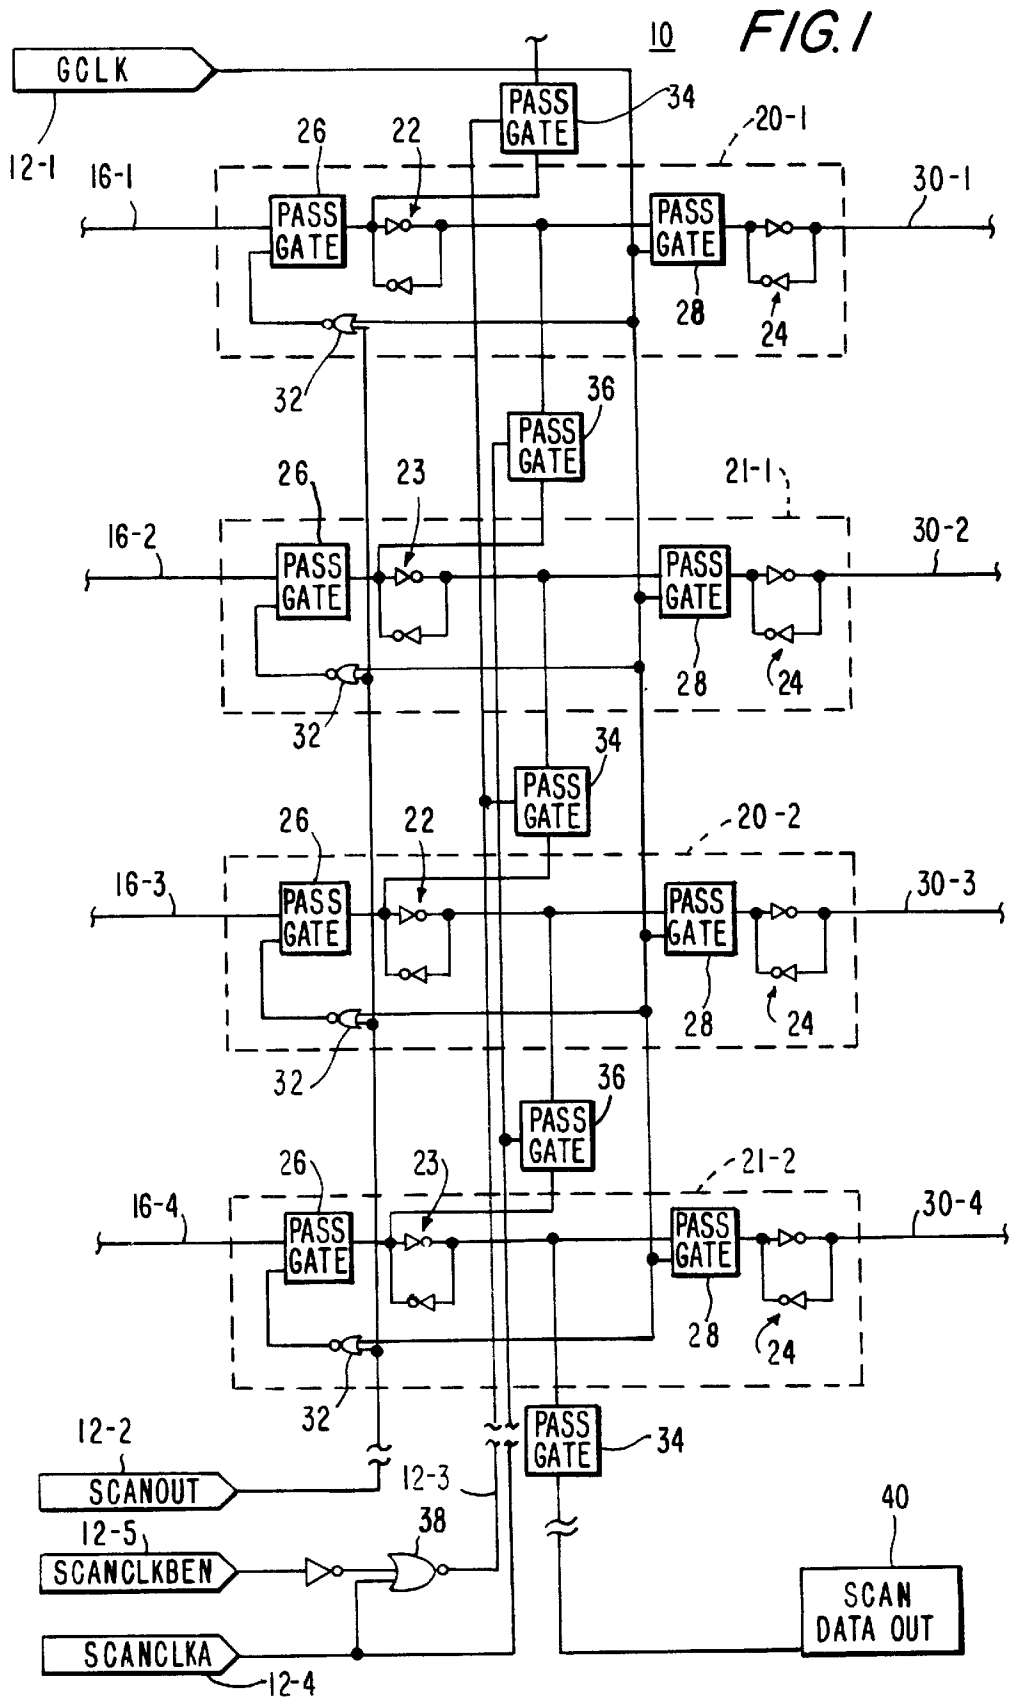 FIG.1
10
GCLK
12-1
PASS
GATE
34
20-1
26
22
16-1
30-1
PASS
GATE
PASS
GATE
28
24
32
36
PASS
GATE
21-1
26
23
16-2
30-2
PASS
GATE
PASS
GATE
28
24
32
34
PASS
GATE
20-2
26
22
16-3
30-3
PASS
GATE
PASS
GATE
28
24
32
36
PASS
GATE
21-2
26
23
16-4
30-4
PASS
GATE
PASS
GATE
28
24
32
PASS
GATE
34
12-2
SCANOUT
12-3
38
12-5
SCANCLKBEN
SCANCLKA
12-4
40
SCAN
DATA OUT